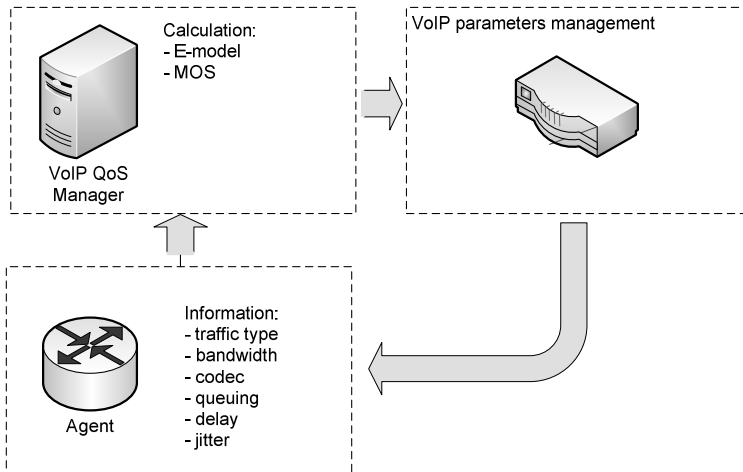 Calculation:
- E-model
- MOS
VoIP QoS
Manager
VoIP parameters management
Information:
- traffic type
- bandwidth
- codec
- queuing
- delay
- jitter
Agent